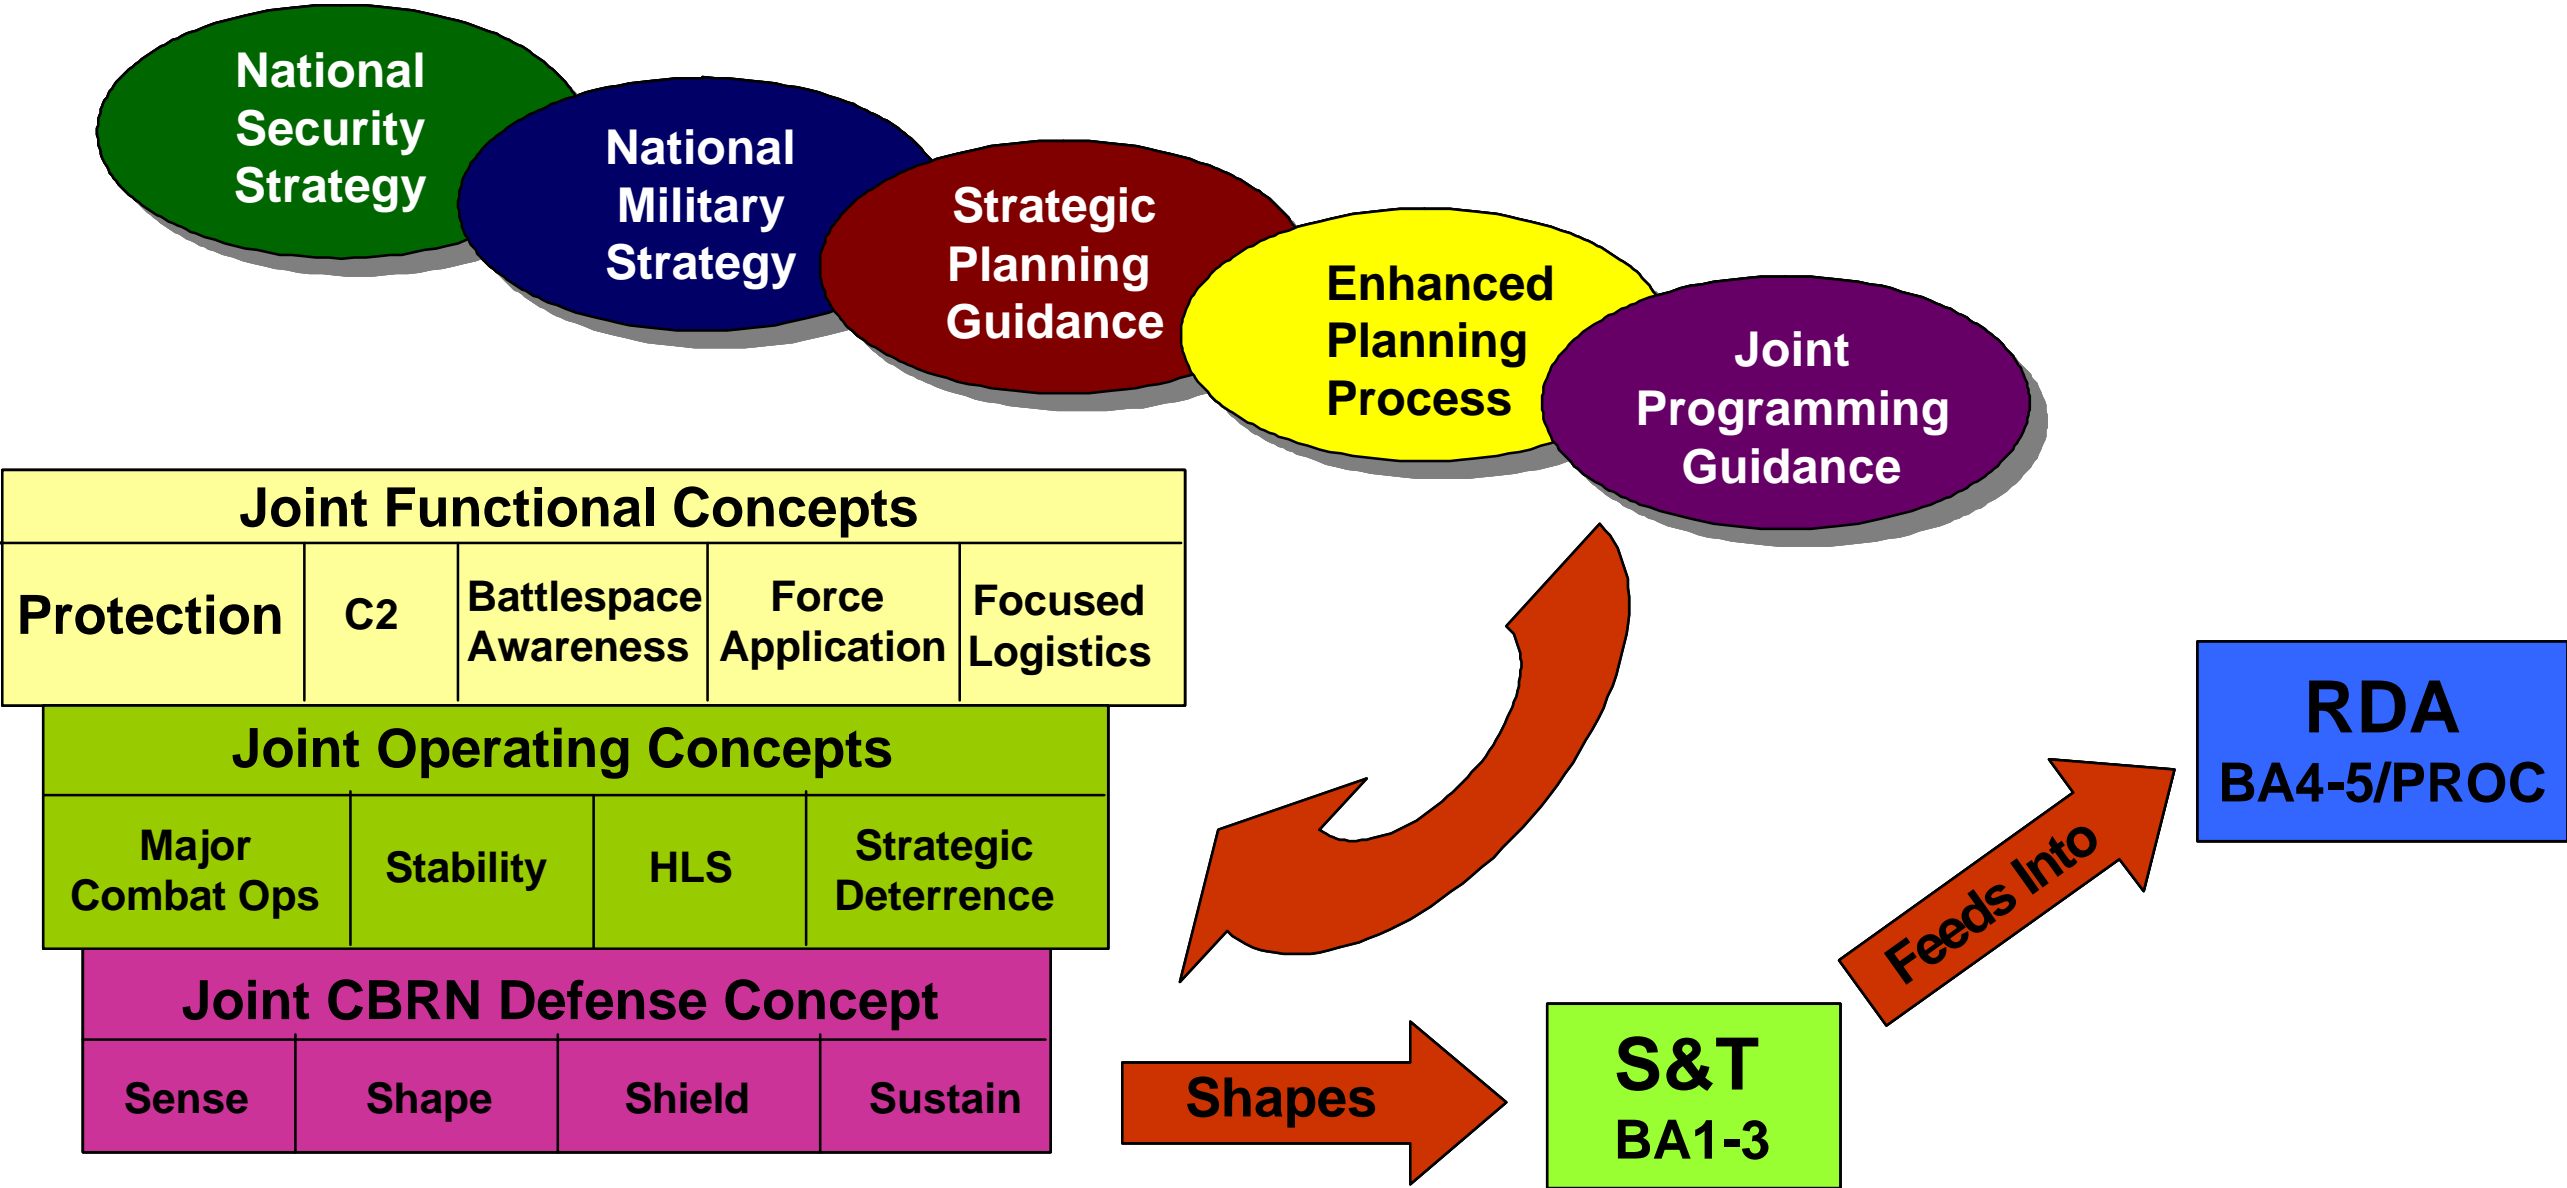 National
Security
Strategy
National
Military
Strategy
Strategic
Planning
Guidance
Enhanced
Planning
Process
Joint
Programming
Guidance
Joint Functional Concepts
Protection
C2
Battlespace
Awareness
Force
Application
Focused
Logistics
Joint Operating Concepts
Major
Combat Ops
Stability
HLS
Strategic
Deterrence
Joint CBRN Defense Concept
Sense
Shape
Shield
Sustain
Shapes
S&T
BA1-3
Feeds Into
RDA
BA4-5/PROC